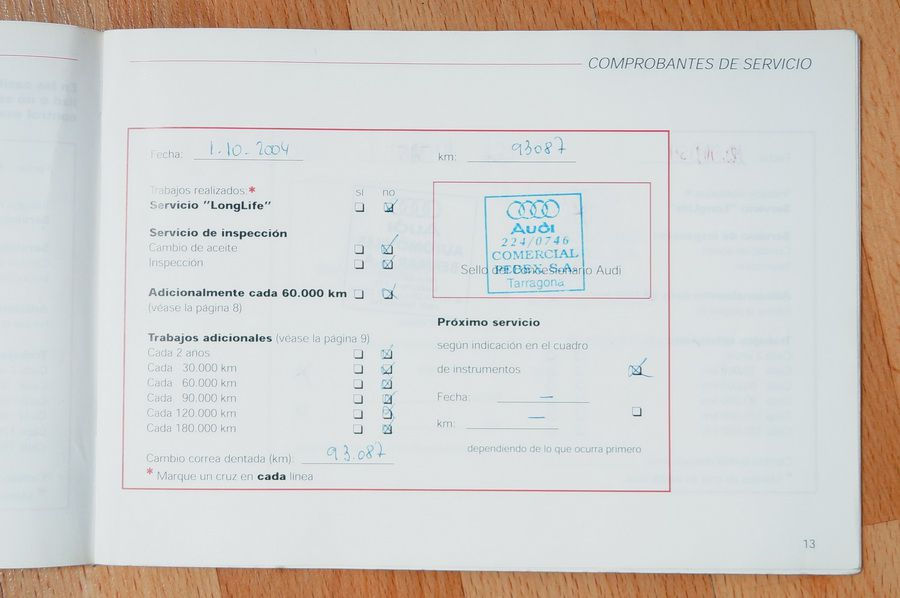 COMPROBANTES DE SERVICIO
Fecha: 1.10.2004
km: 93087
Trabajos realizados:* si no
Servicio "LongLife"
Servicio de inspección
Cambio de aceite
Inspección
Adicionalmente cada 60.000 km
(véase la página 8)
Trabajos adicionales (véase la página 9)
Cada 2 años
Cada 30.000 km
Cada 60.000 km
Cada 90.000 km
Cada 120.000 km
Cada 180.000 km
Cambio correa dentada (km): 93.087
* Marque un cruz en cada linea
Audi
224/0746
COMERCIAL
PEDEX S.A.
Tarragona
Sello del Concesionario Audi
Próximo servicio
según indicación en el cuadro
de instrumentos
Fecha: —
km: —
dependiendo de lo que ocurra primero
13